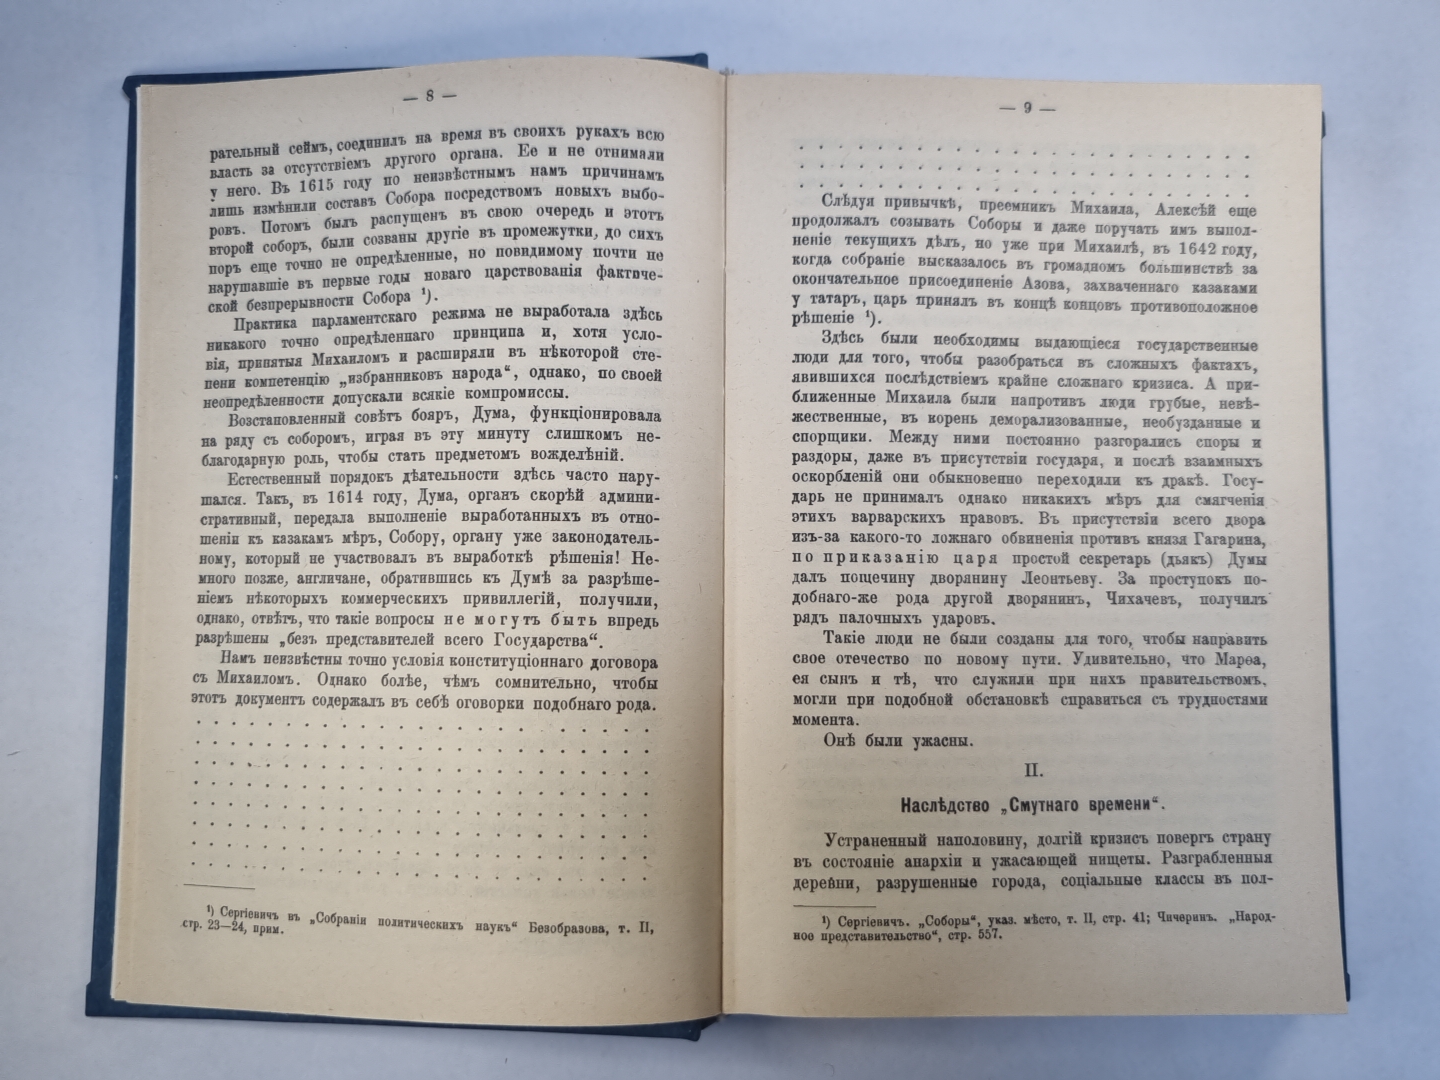 — 8 —
рательный сеймъ, соединилъ на время въ своихъ рукахъ всю
власть за отсутствіемъ другого органа. Ее и не отнимали
у него. Въ 1615 году по неизвѣстнымъ намъ причинамъ
лишь измѣнили составъ Собора посредствомъ новыхъ выбо-
ровъ. Потомъ былъ распущенъ въ свою очередь и этотъ
второй соборъ, были созваны другіе въ промежутки, до сихъ
поръ еще точно не опредѣленные, но повидимому почти не
нарушавшіе въ первые годы новаго царствованія фактиче-
ской безпрерывности Собора ¹).
Практика парламентскаго режима не выработала здѣсь
никакого точно опредѣленнаго принципа и, хотя усло-
вія, принятыя Михаиломъ и расширяли въ нѣкоторой сте-
пени компетенцію „избранниковъ народа“, однако, по своей
неопредѣленности допускали всякіе компромиссы.
Возстановленный совѣтъ бояръ, Дума, функціонировала
на ряду съ соборомъ, играя въ эту минуту слишкомъ не-
благодарную роль, чтобы стать предметомъ вожделѣній.
Естественный порядокъ дѣятельности здѣсь часто нару-
шался. Такъ, въ 1614 году, Дума, органъ скорѣй админи-
стративный, передала выполненіе выработанныхъ въ отно-
шеніи къ казакамъ мѣръ, Собору, органу уже законодатель-
ному, который не участвовалъ въ выработкѣ рѣшенія! Не-
много позже, англичане, обратившись къ Думѣ за разрѣше-
ніемъ нѣкоторыхъ коммерческихъ привиллегій, получили,
однако, отвѣтъ, что такіе вопросы не могутъ быть впредь
разрѣшены „безъ представителей всего Государства“.
Намъ неизвѣстны точно условія конституціоннаго договора
съ Михаиломъ. Однако болѣе, чѣмъ сомнительно, чтобы
этотъ документъ содержалъ въ себѣ оговорки подобнаго рода.
¹) Сергіевичъ въ „Собраніи политическихъ наукъ“ Безобразова, т. II,
стр. 23—24, прим.
— 9 —
Слѣдуя привычкѣ, преемникъ Михаила, Алексѣй еще
продолжалъ созывать Соборы и даже поручать имъ выпол-
неніе текущихъ дѣлъ, но уже при Михаилѣ, въ 1642 году,
когда собраніе высказалось въ громадномъ большинствѣ за
окончательное присоединеніе Азова, захваченнаго казаками
у татаръ, царь принялъ въ концѣ концовъ противоположное
рѣшеніе ¹).
Здѣсь были необходимы выдающіеся государственные
люди для того, чтобы разобраться въ сложныхъ фактахъ,
явившихся послѣдствіемъ крайне сложнаго кризиса. А при-
ближенные Михаила были напротивъ люди грубые, невѣ-
жественные, въ корень деморализованные, необузданные и
спорщики. Между ними постоянно разгорались споры и
раздоры, даже въ присутствіи государя, и послѣ взаимныхъ
оскорбленій они обыкновенно переходили къ дракѣ. Госу-
дарь не принималъ однако никакихъ мѣръ для смягченія
этихъ варварскихъ нравовъ. Въ присутствіи всего двора
изъ-за какого-то ложнаго обвиненія противъ князя Гагарина,
по приказанію царя простой секретарь (дьякъ) Думы
далъ пощечину дворянину Леонтьеву. За проступокъ по-
добнаго-же рода другой дворянинъ, Чихачевъ, получилъ
рядъ палочныхъ ударовъ.
Такіе люди не были созданы для того, чтобы направить
свое отечество по новому пути. Удивительно, что Марѳа,
ея сынъ и тѣ, что служили при нихъ правительствомъ,
могли при подобной обстановкѣ справиться съ трудностями
момента.
Онѣ были ужасны.
II.
Наслѣдство „Смутнаго времени“.
Устраненный наполовину, долгій кризисъ повергъ страну
въ состояніе анархіи и ужасающей нищеты. Разграбленныя
дерейни, разрушенные города, соціальные классы въ пол-
¹) Сергіевичъ. „Соборы“, указ. мѣсто, т. II, стр. 41; Чичеринъ. „Народ-
ное представительство“, стр. 557.